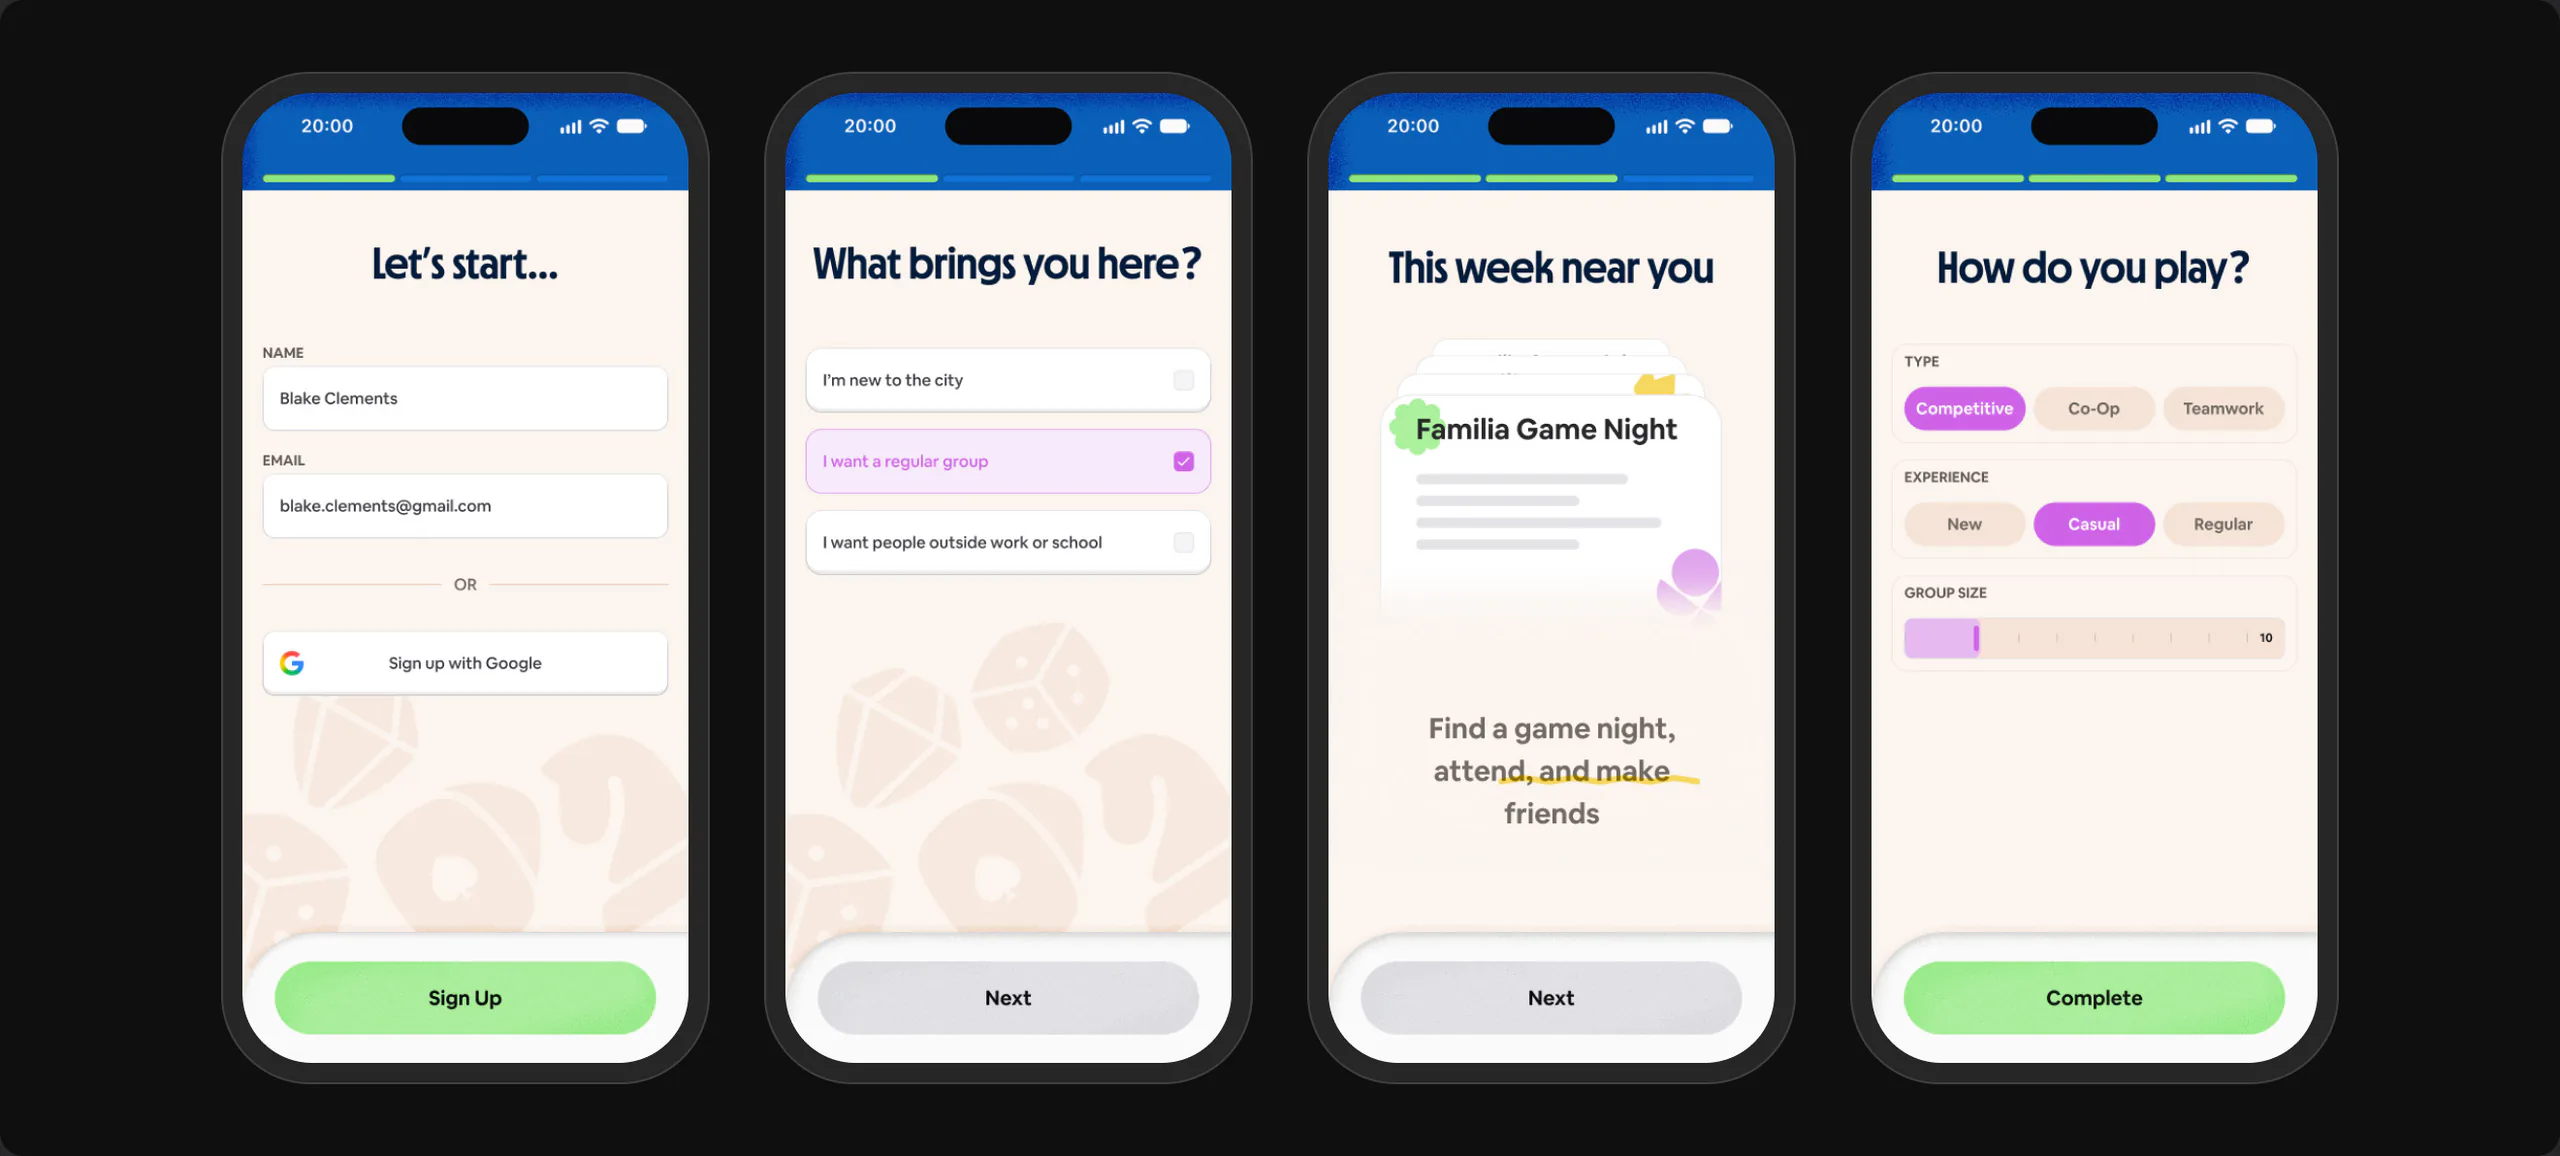 20:00
Let's start...
NAME
Blake Clements
EMAIL
blake.clements@gmail.com
OR
Sign up with Google
Sign Up
20:00
What brings you here?
I'm new to the city
I want a regular group
I want people outside work or school
Next
20:00
This week near you
Familia Game Night
Find a game night,
attend, and make
friends
Next
20:00
How do you play?
TYPE
Competitive Co-Op Teamwork
EXPERIENCE
New Casual Regular
GROUP SIZE
10
Complete